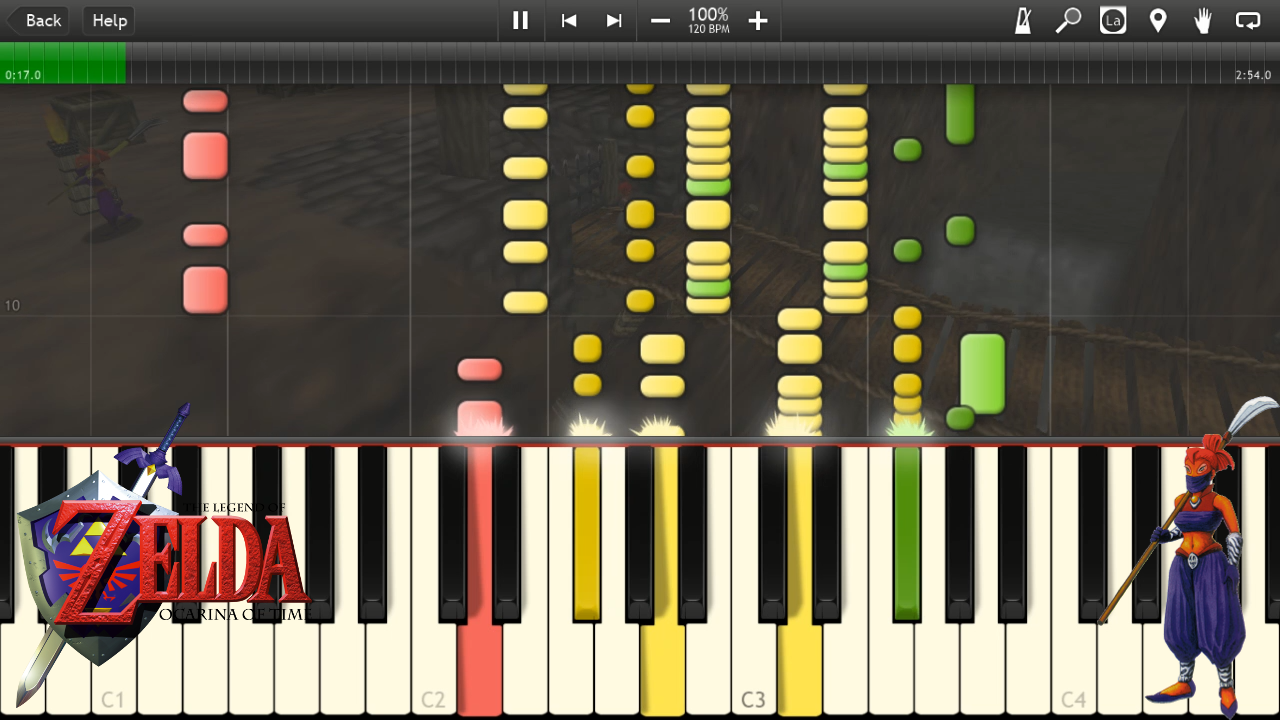 Back Help 100% La
120 BPM
0:17.0 2:54.0
10
THE LEGEND OF
ZELDA
OCARINA OF TIME
C1 C2 C3 C4